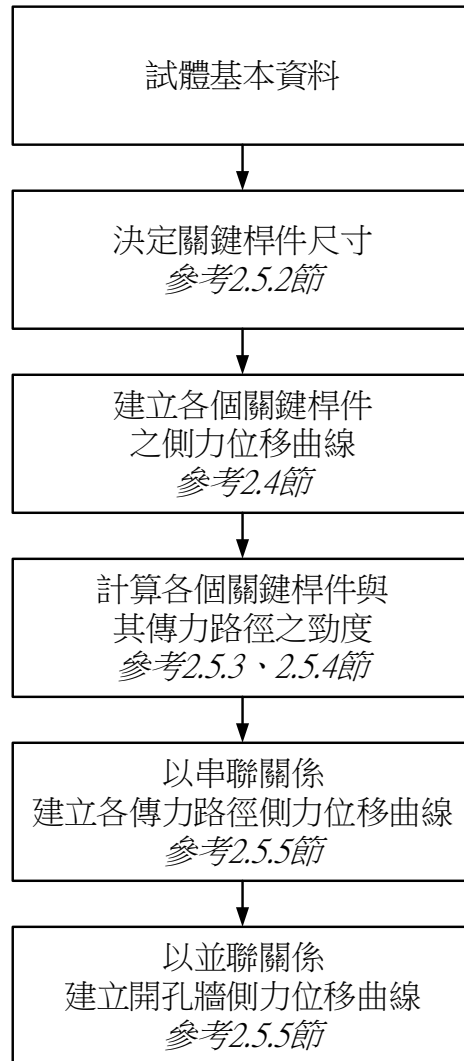 試體基本資料
決定關鍵桿件尺寸
參考2.5.2節
建立各個關鍵桿件
之側力位移曲線
參考2.4節
計算各個關鍵桿件與
其傳力路徑之勁度
參考2.5.3、2.5.4節
以串聯關係
建立各傳力路徑側力位移曲線
參考2.5.5節
以並聯關係
建立開孔牆側力位移曲線
參考2.5.5節